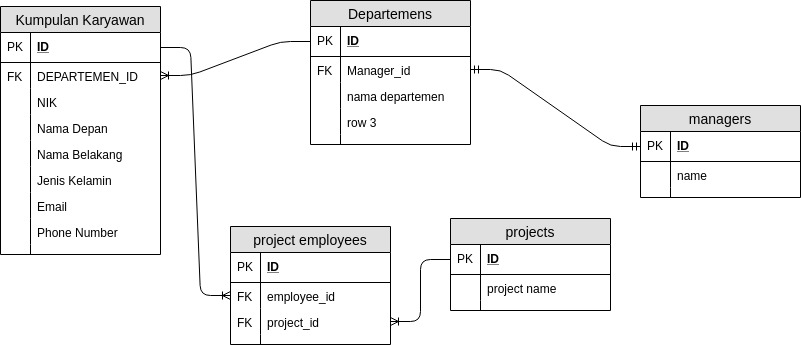 Kumpulan Karyawan
PK ID
FK DEPARTEMEN_ID
NIK
Nama Depan
Nama Belakang
Jenis Kelamin
Email
Phone Number
Departemens
PK ID
FK Manager_id
nama departemen
row 3
managers
PK ID
name
project employees
PK ID
FK employee_id
FK project_id
projects
PK ID
project name